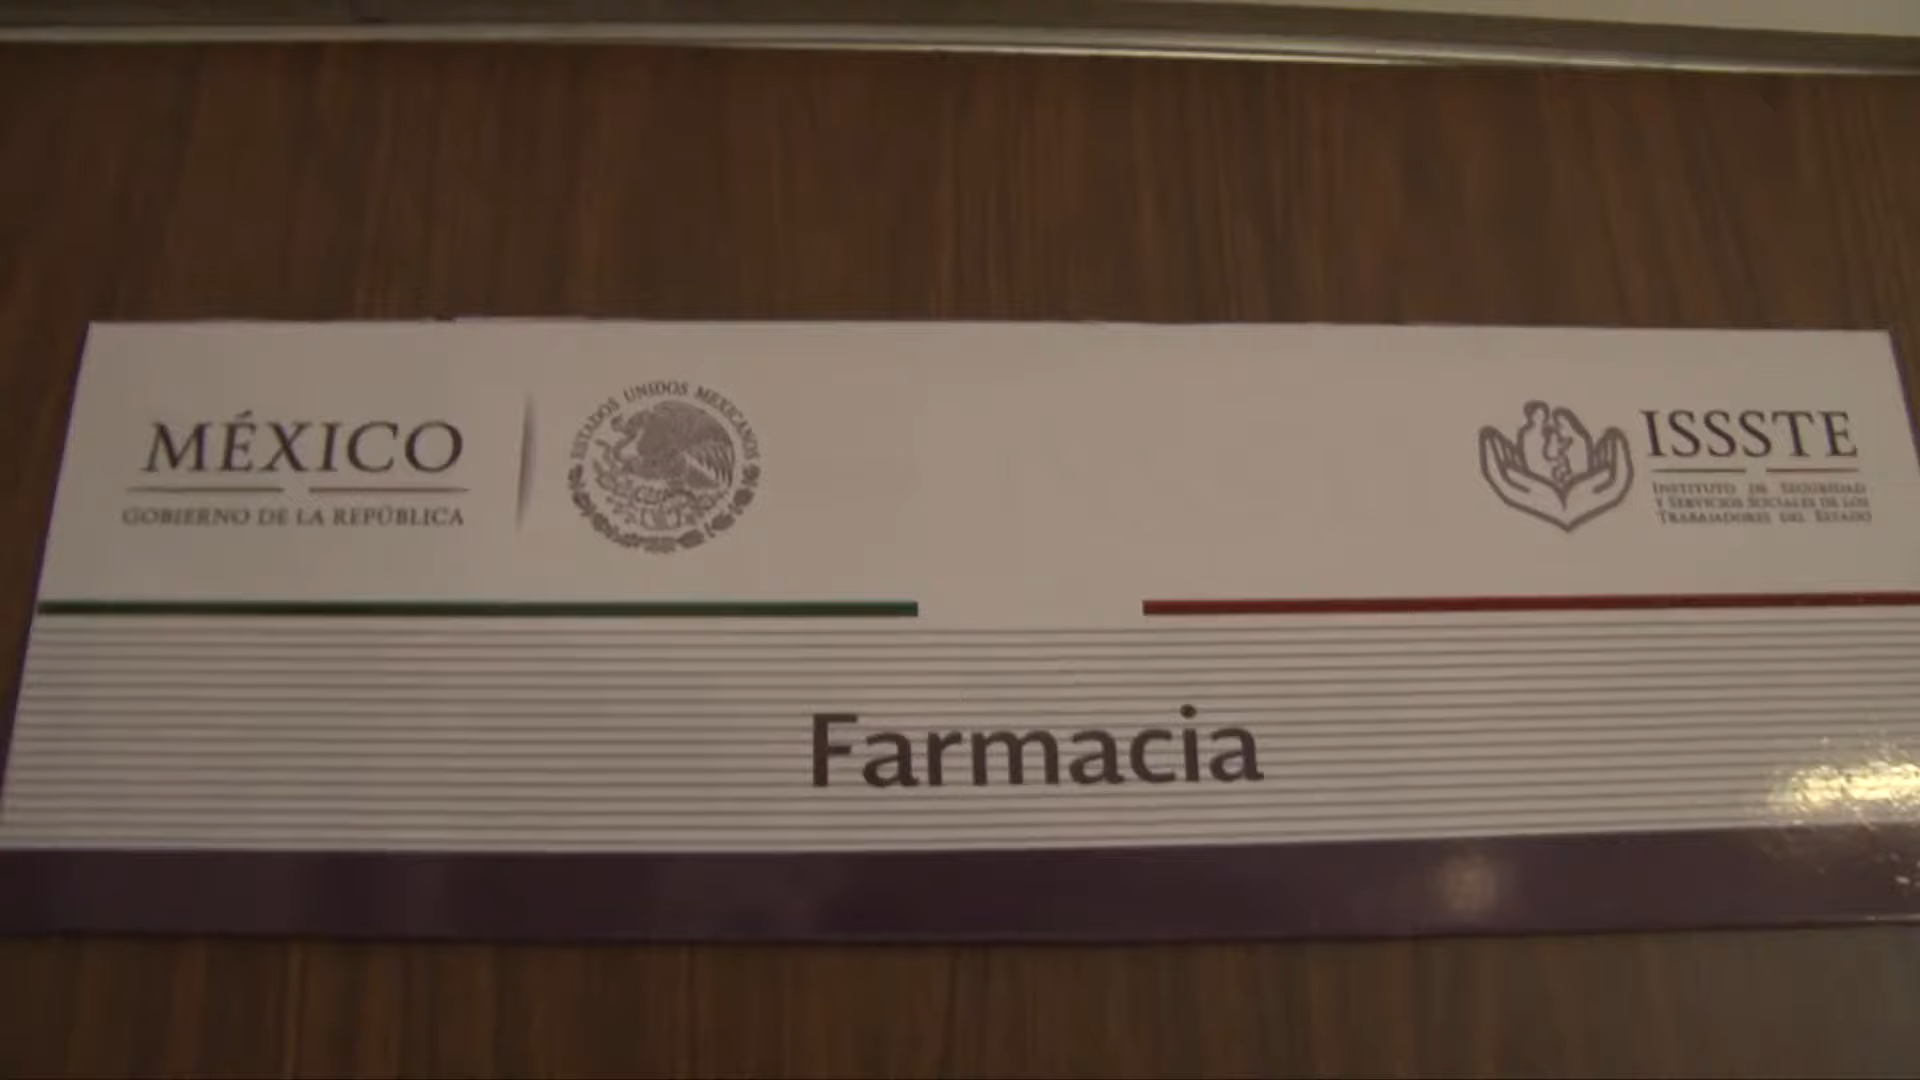 MÉXICO
GOBIERNO DE LA REPÚBLICA
ESTADOS UNIDOS MEXICANOS
ISSSTE
INSTITUTO DE SEGURIDAD
Y SERVICIOS SOCIALES DE LOS
TRABAJADORES DEL ESTADO
Farmacia